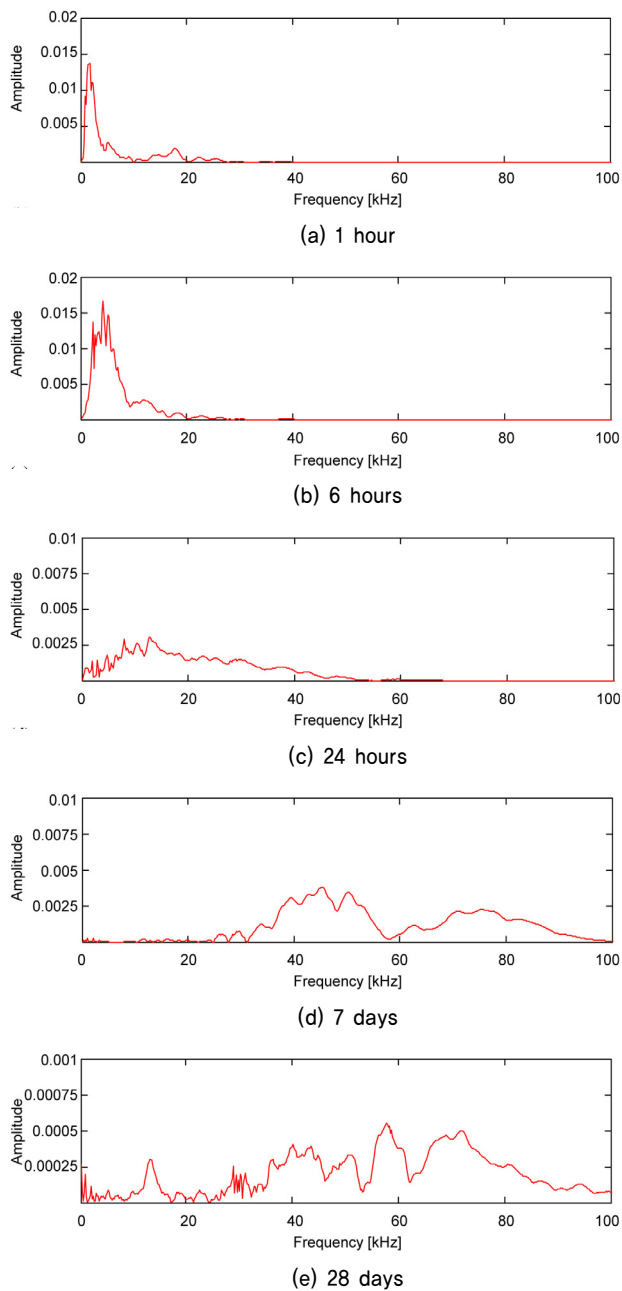 0.02
0.015
0.01
0.005
Amplitude
0 20 40 60 80 100
Frequency [kHz]
(a) 1 hour
0.02
0.015
0.01
0.005
Amplitude
0 20 40 60 80 100
Frequency [kHz]
(b) 6 hours
0.01
0.0075
0.005
0.0025
Amplitude
0 20 40 60 80 100
Frequency [kHz]
(c) 24 hours
0.01
0.0075
0.005
0.0025
Amplitude
0 20 40 60 80 100
Frequency [kHz]
(d) 7 days
0.001
0.00075
0.0005
0.00025
Amplitude
0 20 40 60 80 100
Frequency [kHz]
(e) 28 days